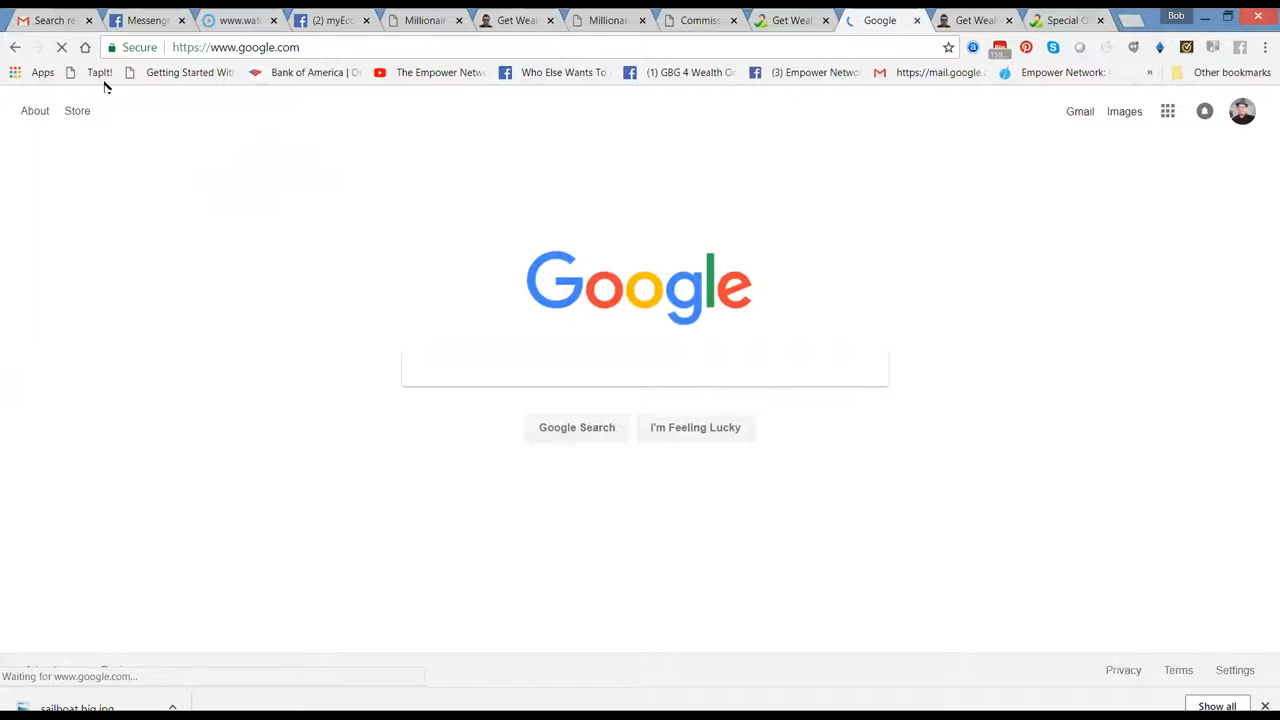 Search re Messenge www.wat (2) myEco Millionair Get Weal Millionai Commiss Get Weal Google Get Weal Special O Bob
Secure https://www.google.com
Apps TapIt! Getting Started Wit Bank of America | O The Empower Netw Who Else Wants To (1) GBG 4 Wealth Or (3) Empower Netwo https://mail.google.c Empower Network: » Other bookmarks
About Store Gmail Images
Google
Google Search I'm Feeling Lucky
Privacy Terms Settings
Waiting for www.google.com...
sailboat big.jpg Show all